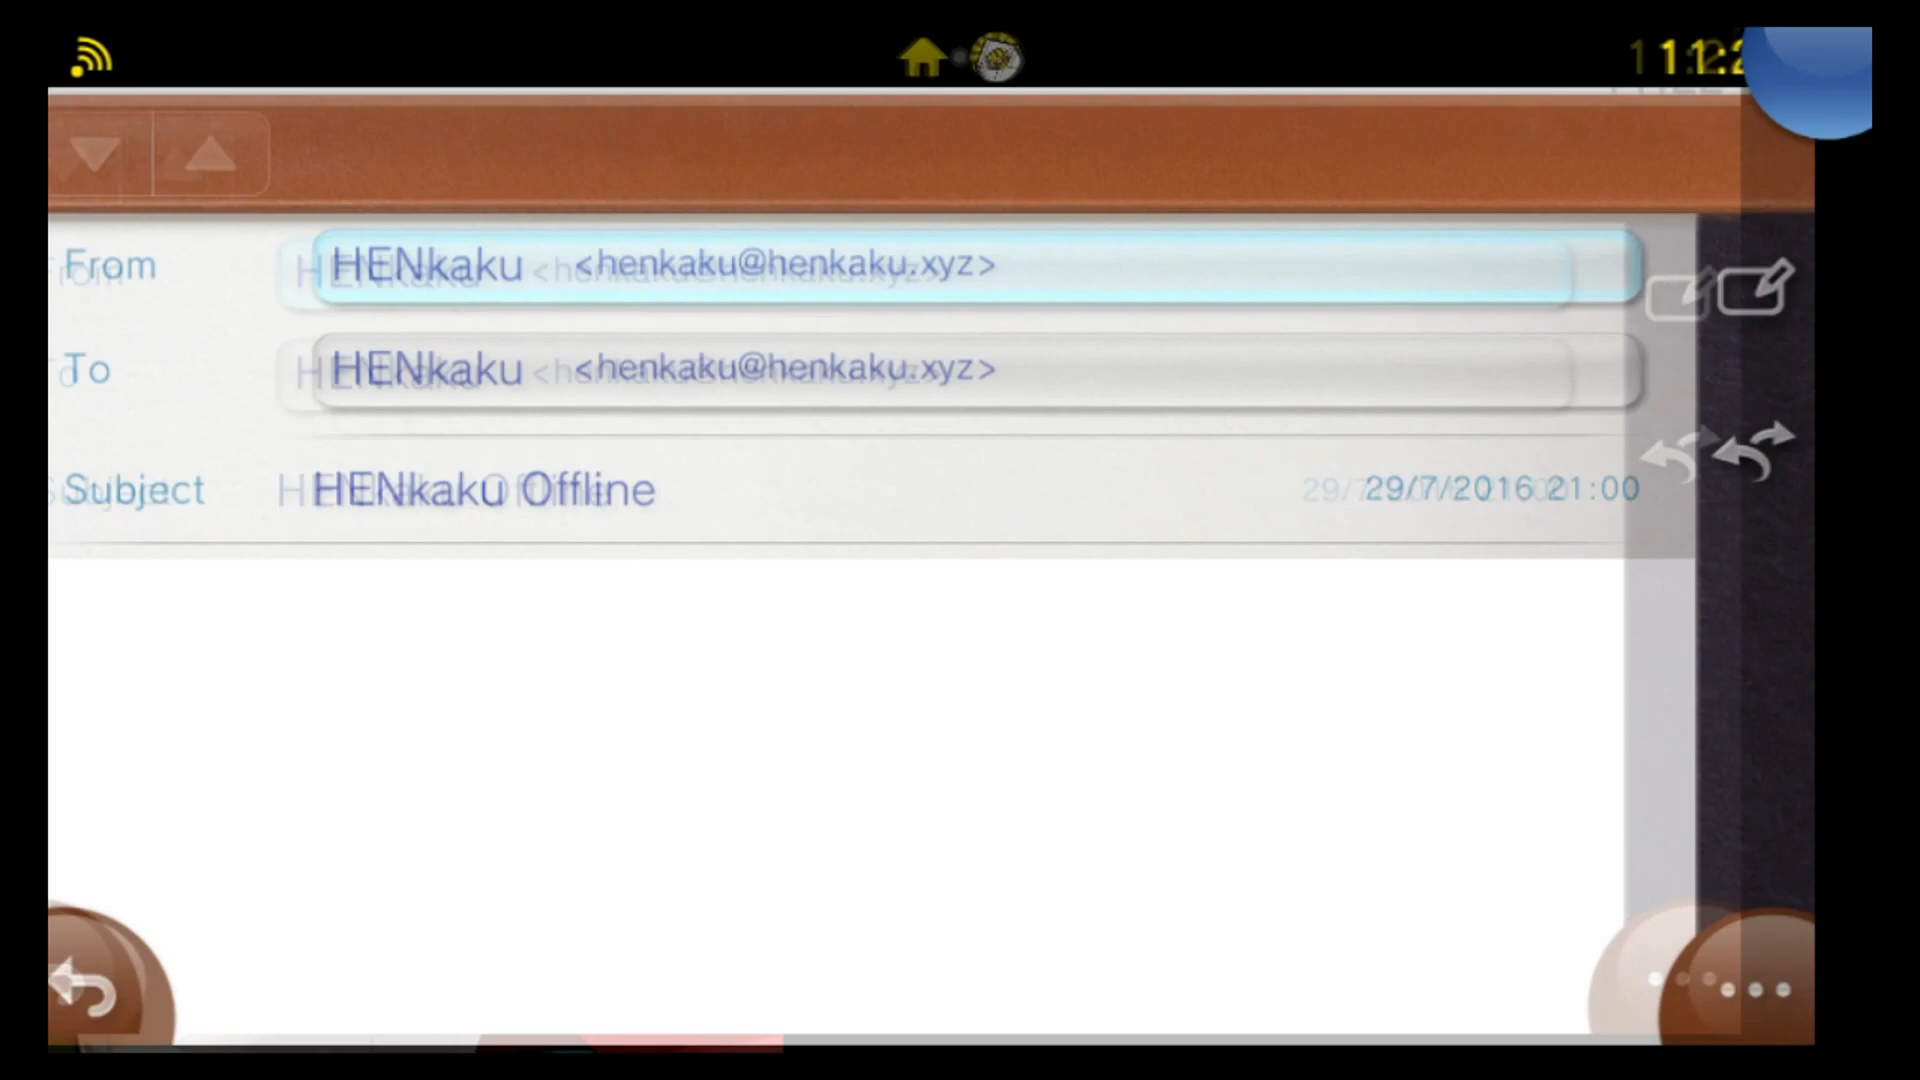 From HENkaku <henkaku@henkaku.xyz>
To HENkaku <henkaku@henkaku.xyz>
Subject HENkaku Offline 29/7/2016 21:00